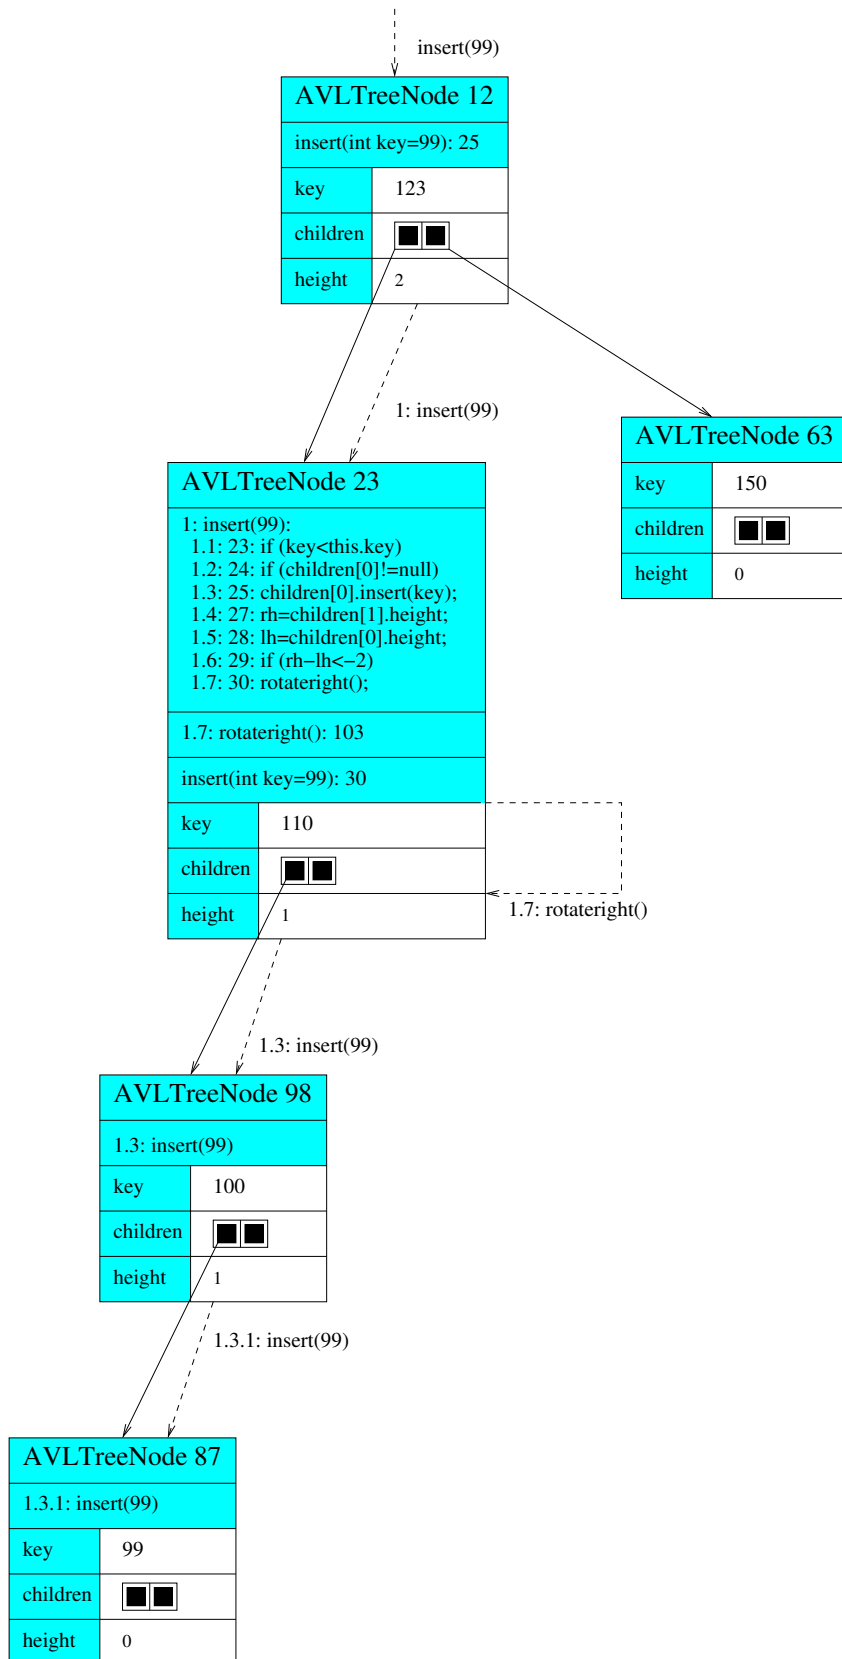 insert(99)
AVLTreeNode 12
insert(int key=99): 25
key 123
children
height 2
1: insert(99)
AVLTreeNode 63
key 150
children
height 0
AVLTreeNode 23
1: insert(99):
1.1: 23: if (key<this.key)
1.2: 24: if (children[0]!=null)
1.3: 25: children[0].insert(key);
1.4: 27: rh=children[1].height;
1.5: 28: lh=children[0].height;
1.6: 29: if (rh−lh<−2)
1.7: 30: rotateright();
1.7: rotateright(): 103
insert(int key=99): 30
key 110
children
height 1
1.7: rotateright()
1.3: insert(99)
AVLTreeNode 98
1.3: insert(99)
key 100
children
height 1
1.3.1: insert(99)
AVLTreeNode 87
1.3.1: insert(99)
key 99
children
height 0